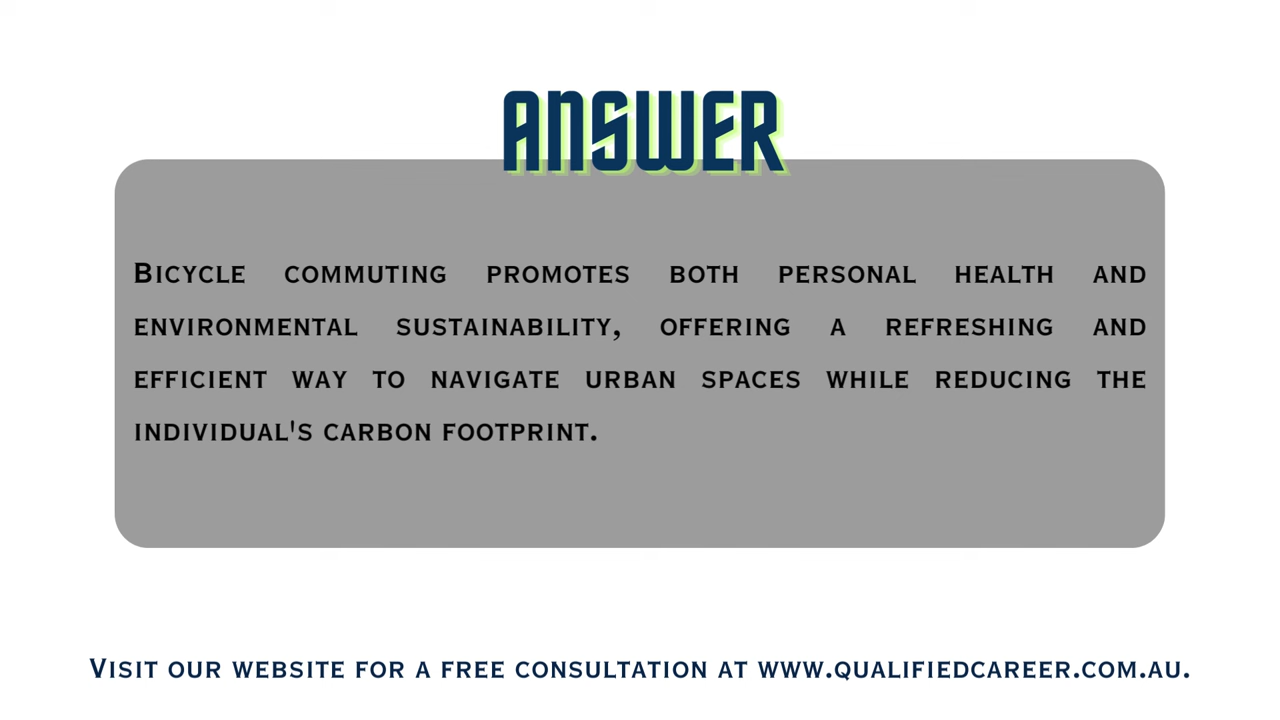 ANSWER
Bicycle commuting promotes both personal health and
environmental sustainability, offering a refreshing and
efficient way to navigate urban spaces while reducing the
individual's carbon footprint.
Visit our website for a free consultation at www.qualifiedcareer.com.au.